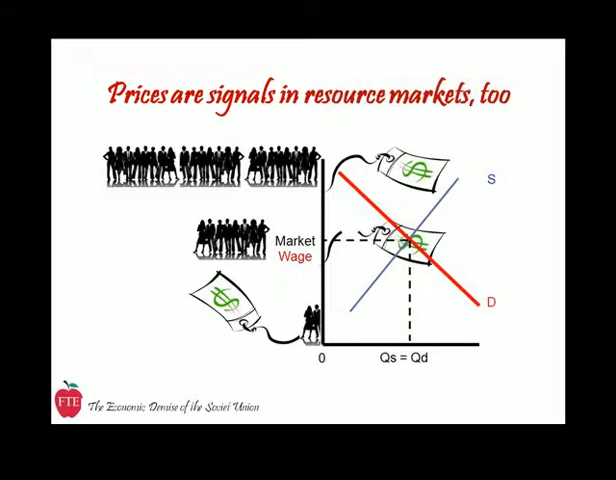 Prices are signals in resource markets, too
$
S
Market
$
Wage
$
D
0
Qs = Qd
FTE
The Economic Demise of the Soviet Union